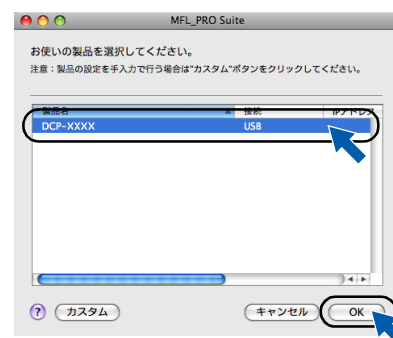 MFL_PRO Suite
お使いの製品を選択してください。
注意：製品の設定を手入力で行う場合は"カスタム"ボタンをクリックしてください。
製品名 接続 IPアドレス
DCP-XXXX USB
? カスタム キャンセル OK